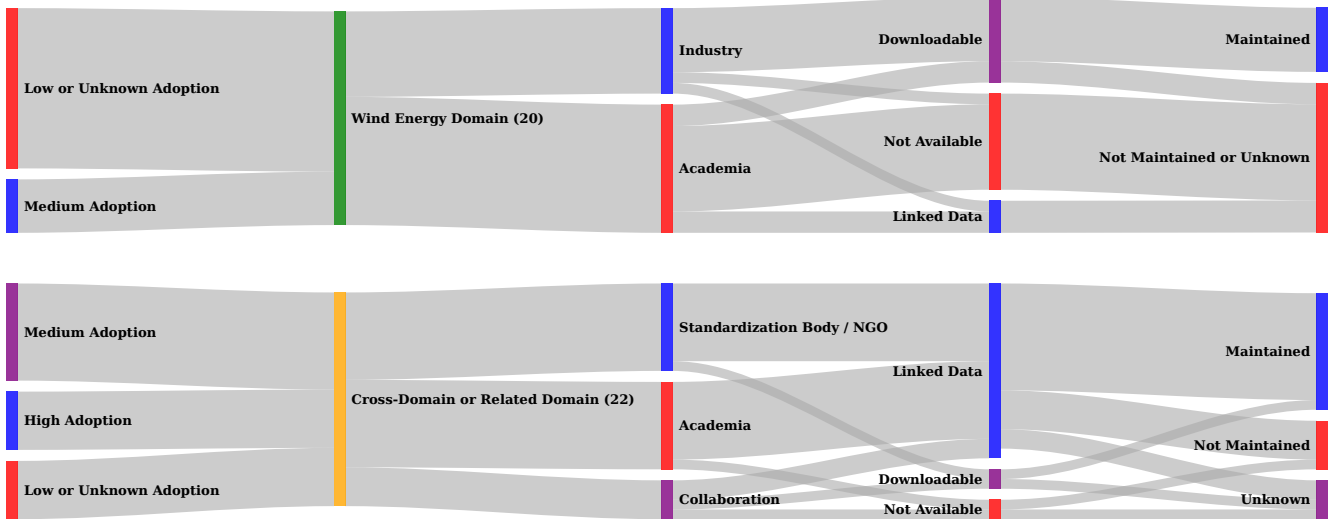 Low or Unknown Adoption
Medium Adoption
Wind Energy Domain (20)
Industry
Academia
Downloadable
Not Available
Linked Data
Maintained
Not Maintained or Unknown
Medium Adoption
High Adoption
Low or Unknown Adoption
Cross-Domain or Related Domain (22)
Standardization Body / NGO
Academia
Collaboration
Linked Data
Downloadable
Not Available
Maintained
Not Maintained
Unknown